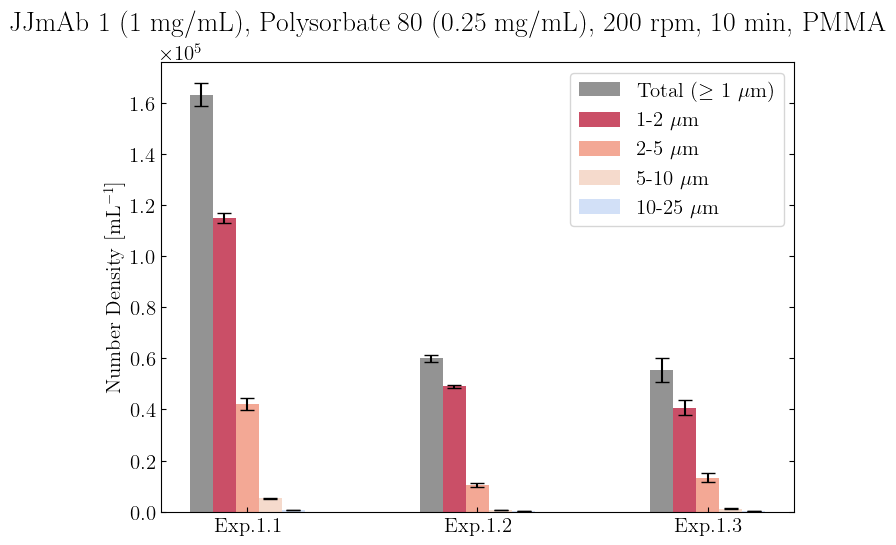 JJmAb 1 (1 mg/mL), Polysorbate 80 (0.25 mg/mL), 200 rpm, 10 min, PMMA
×10⁵
Total (≥ 1 μm)
1-2 μm
2-5 μm
5-10 μm
10-25 μm
Number Density [mL⁻¹]
1.6
1.4
1.2
1.0
0.8
0.6
0.4
0.2
0.0
Exp.1.1 Exp.1.2 Exp.1.3